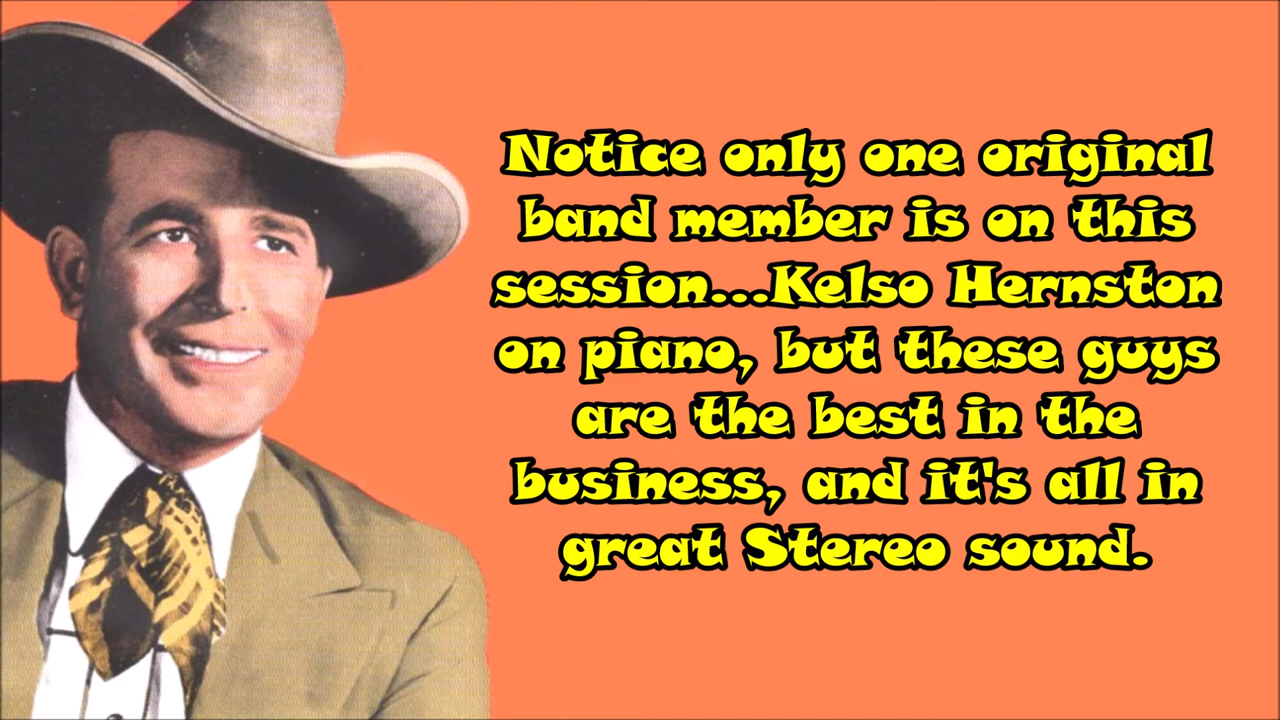 Notice only one original
band member is on this
session...Kelso Hernston
on piano, but these guys
are the best in the
business, and it's all in
great Stereo sound.